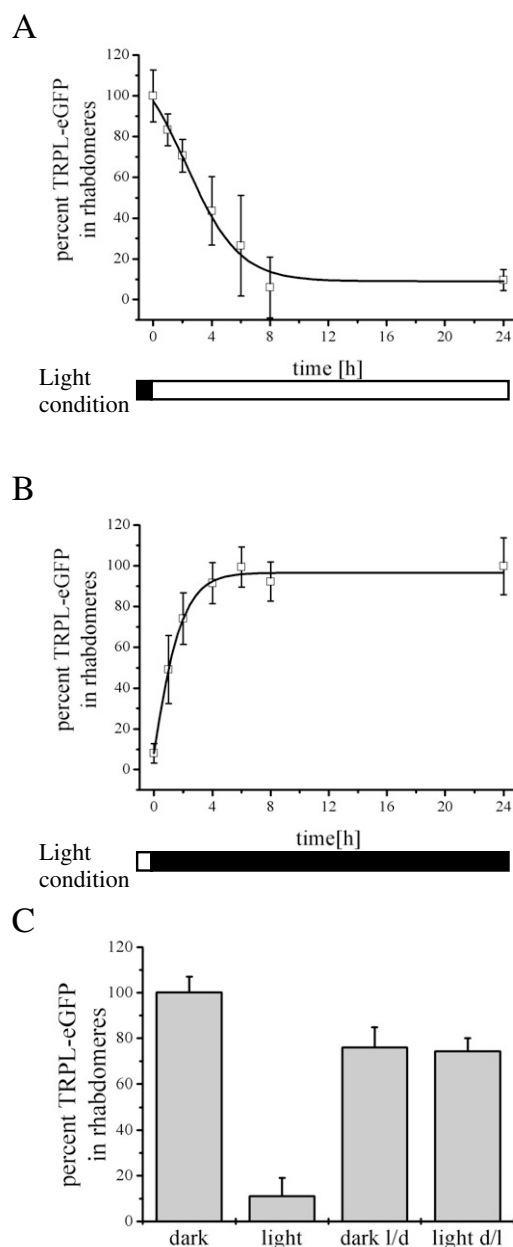 A
percent TRPL-eGFP
in rhabdomeres
120
100
80
60
40
20
0
0 4 8 12 16 20 24
time [h]
Light
condition
B
percent TRPL-eGFP
in rhabdomeres
120
100
80
60
40
20
0
0 4 8 12 16 20 24
time[h]
Light
condition
C
percent TRPL-eGFP
in rhabdomeres
120
100
80
60
40
20
0
dark light dark l/d light d/l